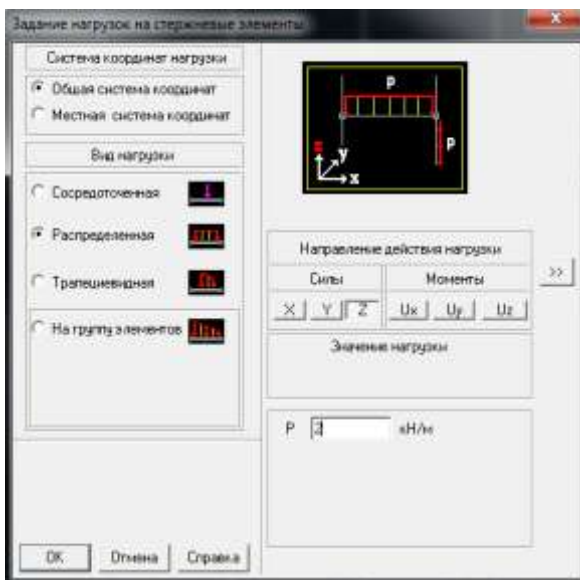 Задание нагрузок на стержневые элементы
Система координат нагрузки
Общая система координат
Местная система координат
Вид нагрузки
Сосредоточенная
Распределенная
Трапециевидная
На группу элементов
P
P
z
y
x
Направление действия нагрузки
Силы
Моменты
X
Y
Z
Ux
Uy
Uz
>>
Значение нагрузки
P
2
кН/м
OK
Отмена
Справка